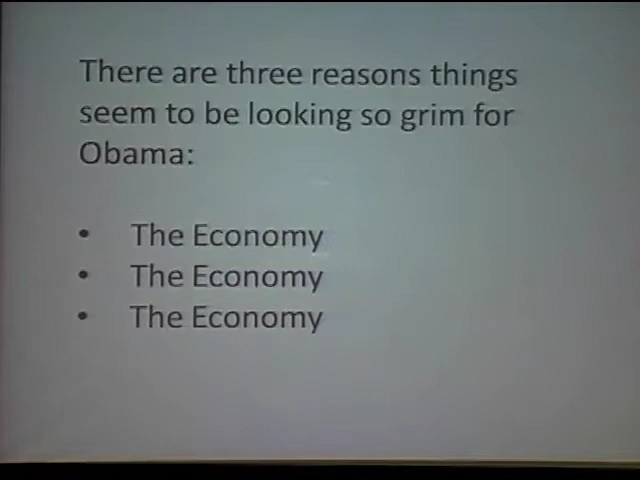 There are three reasons things
seem to be looking so grim for
Obama:
• The Economy
• The Economy
• The Economy